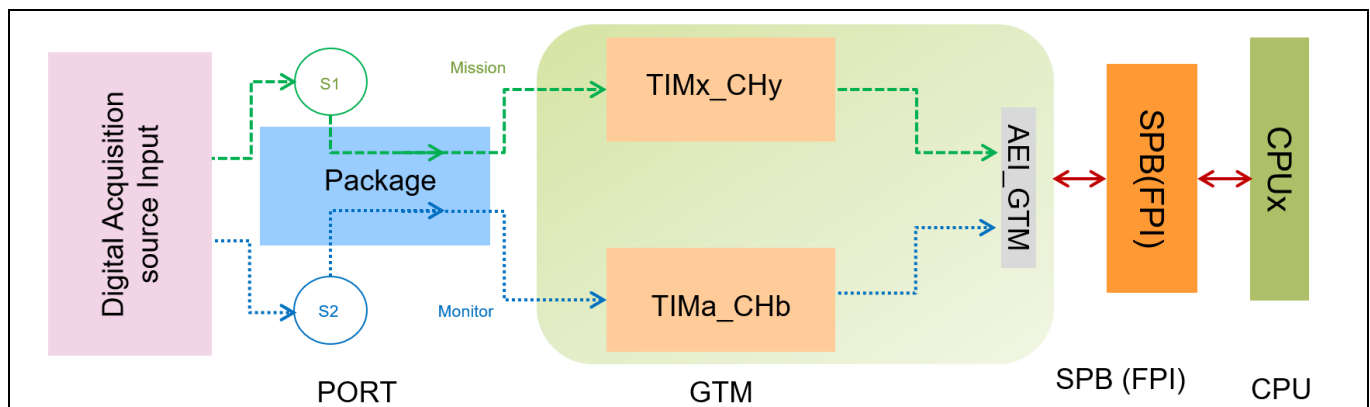 Digital Acquisition
source Input
S1
Package
S2
Mission
Monitor
TIMx_CHy
TIMa_CHb
AEI_GTM
SPB(FPI)
CPUx
PORT
GTM
SPB (FPI)
CPU